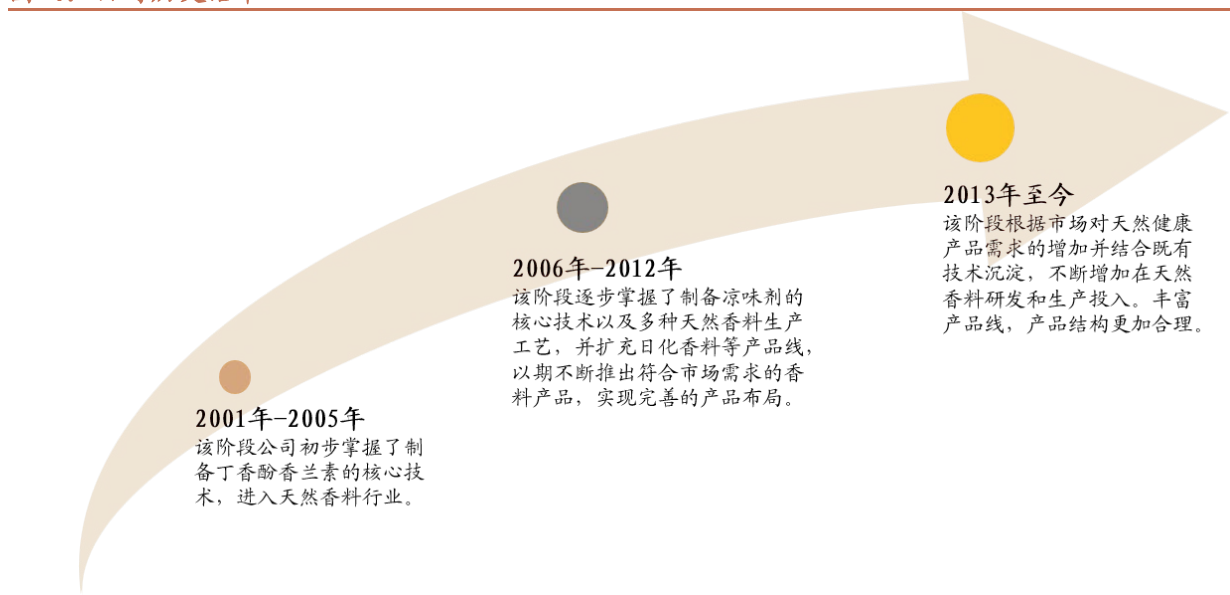 2001年-2005年
该阶段公司初步掌握了制
备丁香酚香兰素的核心技
术，进入天然香料行业。
2006年-2012年
该阶段逐步掌握了制备凉味剂的
核心技术以及多种天然香料生产
工艺，并扩充日化香料等产品线，
以期不断推出符合市场需求的香
料产品，实现完善的产品布局。
2013年至今
该阶段根据市场对天然健康
产品需求的增加并结合既有
技术沉淀，不断增加在天然
香料研发和生产投入。丰富
产品线，产品结构更加合理。